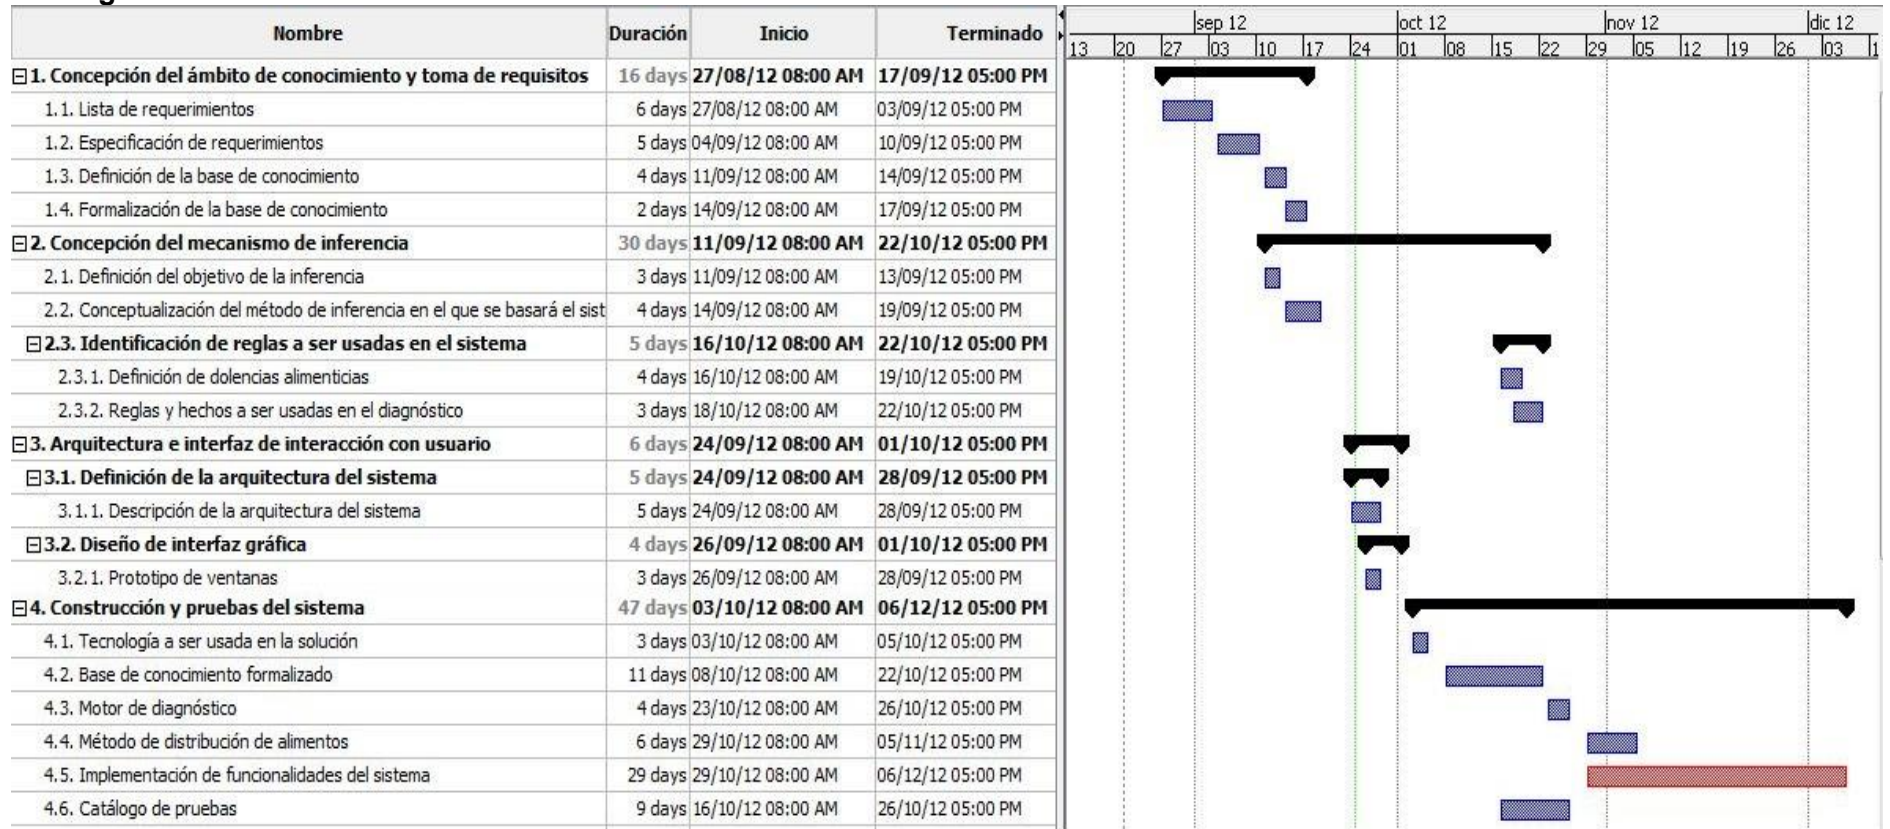 Nombre Duración Inicio Terminado
sep 12 oct 12 nov 12 dic 12
13 20 27 03 10 17 24 01 08 15 22 29 05 12 19 26 03 1
1. Concepción del ámbito de conocimiento y toma de requisitos 16 days 27/08/12 08:00 AM 17/09/12 05:00 PM
1.1. Lista de requerimientos 6 days 27/08/12 08:00 AM 03/09/12 05:00 PM
1.2. Especificación de requerimientos 5 days 04/09/12 08:00 AM 10/09/12 05:00 PM
1.3. Definición de la base de conocimiento 4 days 11/09/12 08:00 AM 14/09/12 05:00 PM
1.4. Formalización de la base de conocimiento 2 days 14/09/12 08:00 AM 17/09/12 05:00 PM
2. Concepción del mecanismo de inferencia 30 days 11/09/12 08:00 AM 22/10/12 05:00 PM
2.1. Definición del objetivo de la inferencia 3 days 11/09/12 08:00 AM 13/09/12 05:00 PM
2.2. Conceptualización del método de inferencia en el que se basará el sist 4 days 14/09/12 08:00 AM 19/09/12 05:00 PM
2.3. Identificación de reglas a ser usadas en el sistema 5 days 16/10/12 08:00 AM 22/10/12 05:00 PM
2.3.1. Definición de dolencias alimenticias 4 days 16/10/12 08:00 AM 19/10/12 05:00 PM
2.3.2. Reglas y hechos a ser usadas en el diagnóstico 3 days 18/10/12 08:00 AM 22/10/12 05:00 PM
3. Arquitectura e interfaz de interacción con usuario 6 days 24/09/12 08:00 AM 01/10/12 05:00 PM
3.1. Definición de la arquitectura del sistema 5 days 24/09/12 08:00 AM 28/09/12 05:00 PM
3.1.1. Descripción de la arquitectura del sistema 5 days 24/09/12 08:00 AM 28/09/12 05:00 PM
3.2. Diseño de interfaz gráfica 4 days 26/09/12 08:00 AM 01/10/12 05:00 PM
3.2.1. Prototipo de ventanas 3 days 26/09/12 08:00 AM 28/09/12 05:00 PM
4. Construcción y pruebas del sistema 47 days 03/10/12 08:00 AM 06/12/12 05:00 PM
4.1. Tecnología a ser usada en la solución 3 days 03/10/12 08:00 AM 05/10/12 05:00 PM
4.2. Base de conocimiento formalizado 11 days 08/10/12 08:00 AM 22/10/12 05:00 PM
4.3. Motor de diagnóstico 4 days 23/10/12 08:00 AM 26/10/12 05:00 PM
4.4. Método de distribución de alimentos 6 days 29/10/12 08:00 AM 05/11/12 05:00 PM
4.5. Implementación de funcionalidades del sistema 29 days 29/10/12 08:00 AM 06/12/12 05:00 PM
4.6. Catálogo de pruebas 9 days 16/10/12 08:00 AM 26/10/12 05:00 PM